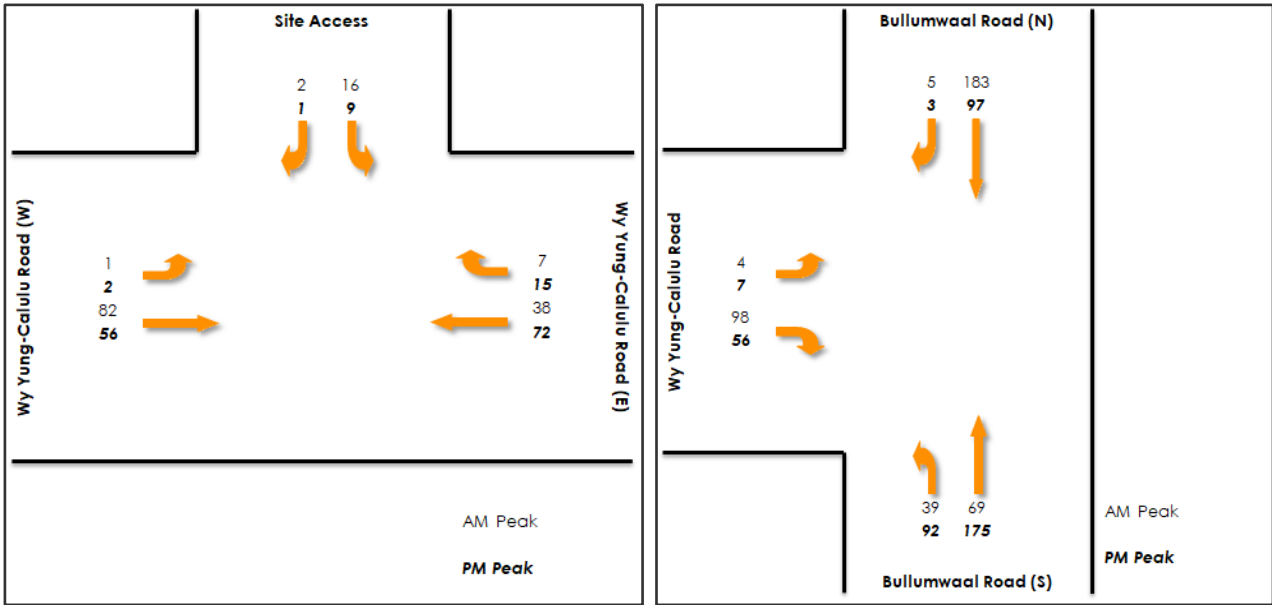 Site Access
2 16
1 9
Wy Yung-Calulu Road (W)
1
2
82
56
7
15
38
72
Wy Yung-Calulu Road (E)
AM Peak
PM Peak
Bullumwaal Road (N)
5 183
3 97
Wy Yung-Calulu Road
4
7
98
56
39 69
92 175
AM Peak
PM Peak
Bullumwaal Road (S)